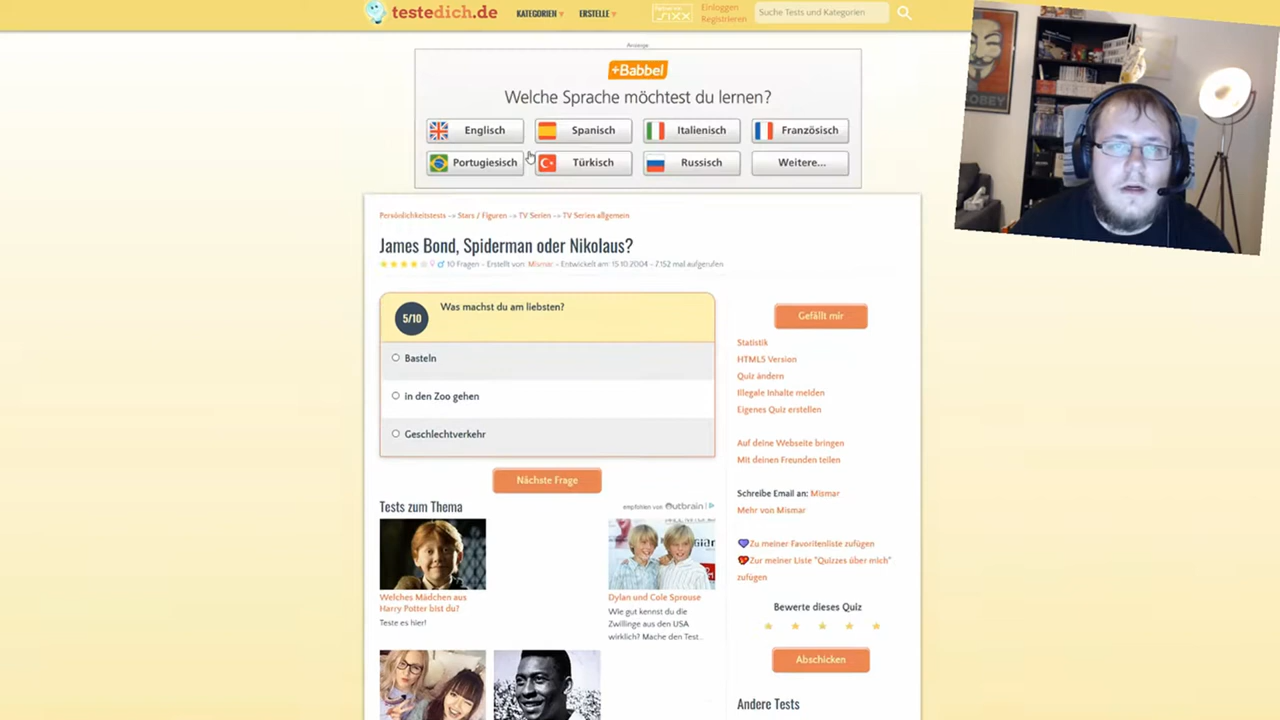 testedich.de
KATEGORIEN
ERSTELLE
sixx
Einloggen
Registrieren
Suche Tests und Kategorien
Anzeige
+Babbel
Welche Sprache möchtest du lernen?
Englisch
Spanisch
Italienisch
Französisch
Portugiesisch
Türkisch
Russisch
Weitere...
Persönlichkeitstests -> Stars / Figuren -> TV Serien -> TV Serien allgemein
James Bond, Spiderman oder Nikolaus?
10 Fragen - Erstellt von: Mismar - Entwickelt am: 15.10.2004 - 7.152 mal aufgerufen
5/10
Was machst du am liebsten?
Basteln
in den Zoo gehen
Geschlechtverkehr
Nächste Frage
Gefällt mir
Statistik
HTML5 Version
Quiz ändern
Illegale Inhalte melden
Eigenes Quiz erstellen
Auf deine Webseite bringen
Mit deinen Freunden teilen
Schreibe Email an: Mismar
Mehr von Mismar
Zu meiner Favoritenliste zufügen
Zur meiner Liste "Quizzes über mich"
zufügen
Bewerte dieses Quiz
Abschicken
Andere Tests
Tests zum Thema
empfohlen von Outbrain
Welches Mädchen aus
Harry Potter bist du?
Teste es hier!
Dylan und Cole Sprouse
Wie gut kennst du die
Zwillinge aus den USA
wirklich? Mache den Test...
OBEY